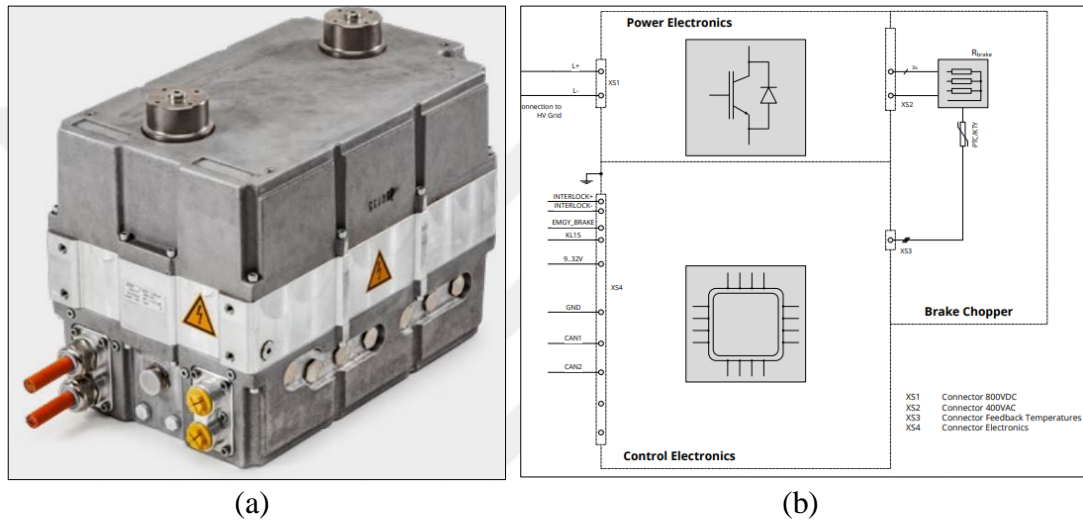 Power Electronics
L+
XS1
L-
onnection to
HV Grid
Rbrake
3x
XS2
PTC/KTY
INTERLOCK+
INTERLOCK-
EMGY_BRAKE
KL15
9..32V
XS4
XS3
GND
Brake Chopper
CAN1
CAN2
XS1 Connector 800VDC
XS2 Connector 400VAC
XS3 Connector Feedback Temperatures
XS4 Connector Electronics
Control Electronics
(a)
(b)